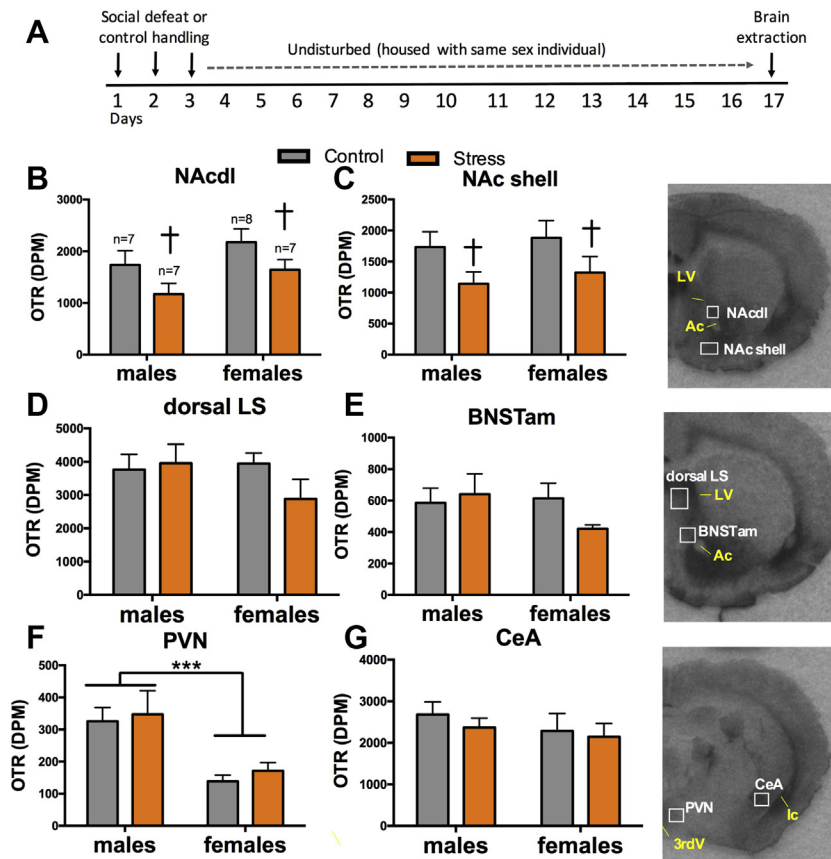 A
Social defeat or
control handling
Undisturbed (housed with same sex individual)
Brain
extraction
1 2 3 4 5 6 7 8 9 10 11 12 13 14 15 16 17
Days
Control Stress
B
NAcdl
OTR (DPM)
3000
2000
1000
0
n=7
†
n=7
n=8
†
n=7
males females
C
NAc shell
OTR (DPM)
2500
2000
1500
1000
500
0
†
†
males females
LV
NAcdl
Ac
NAc shell
D
dorsal LS
OTR (DPM)
5000
4000
3000
2000
1000
0
males females
E
BNSTam
OTR (DPM)
1000
800
600
400
200
0
males females
dorsal LS
LV
BNSTam
Ac
F
PVN
OTR (DPM)
500
400
300
200
100
0
***
males females
G
CeA
OTR (DPM)
4000
3000
2000
1000
0
males females
CeA
PVN
Ic
3rdV